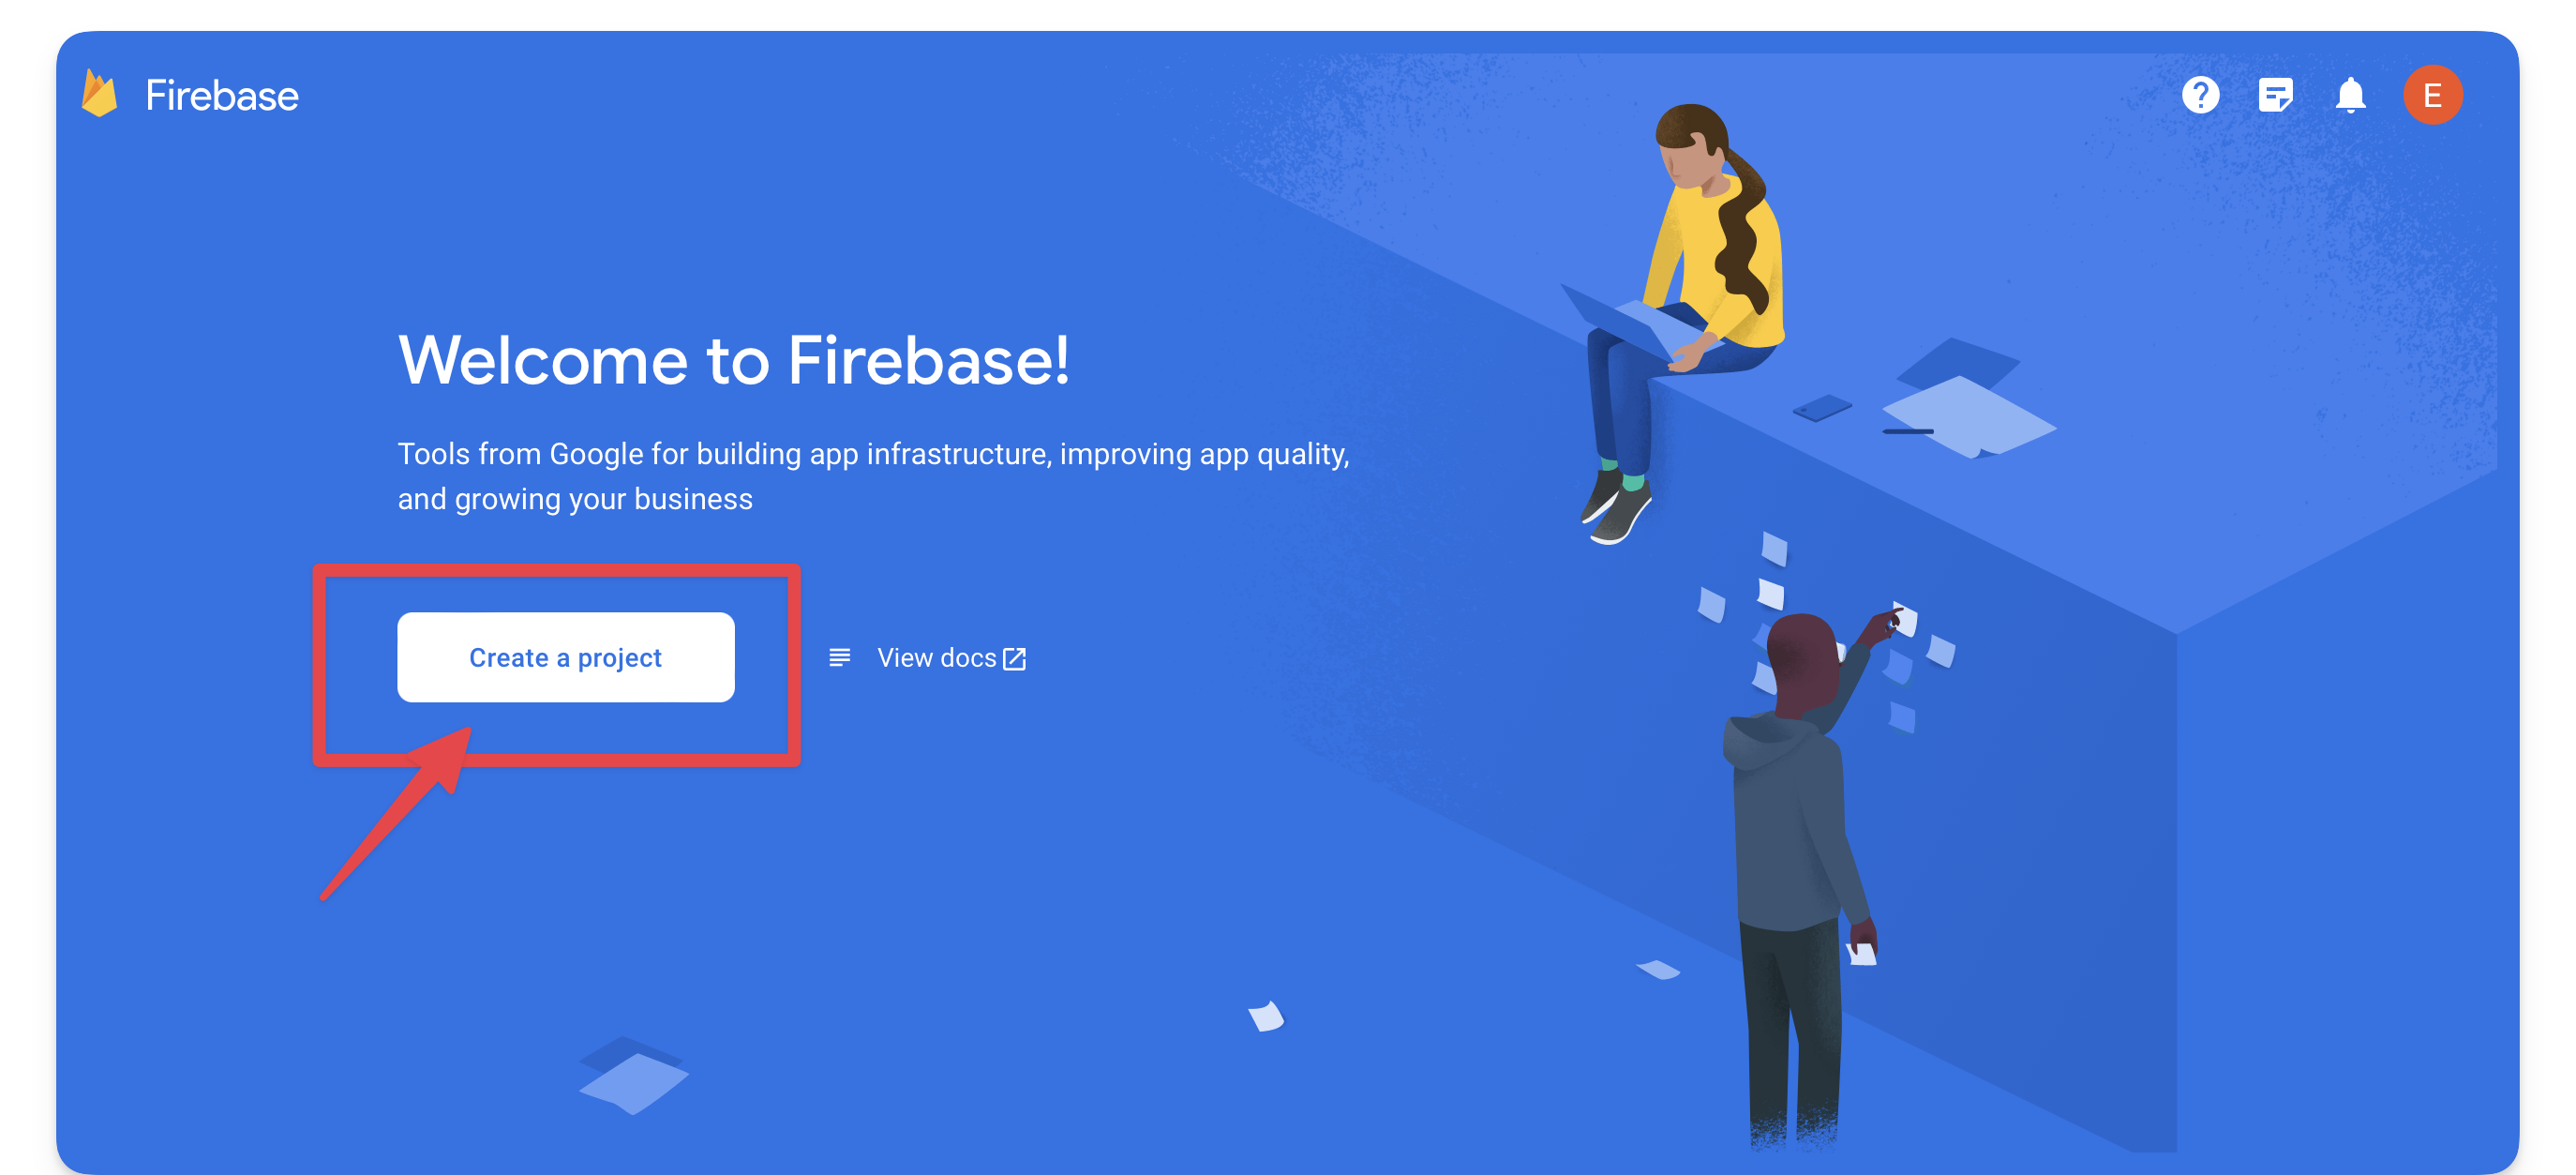 Firebase
E
Welcome to Firebase!
Tools from Google for building app infrastructure, improving app quality,
and growing your business
Create a project
View docs